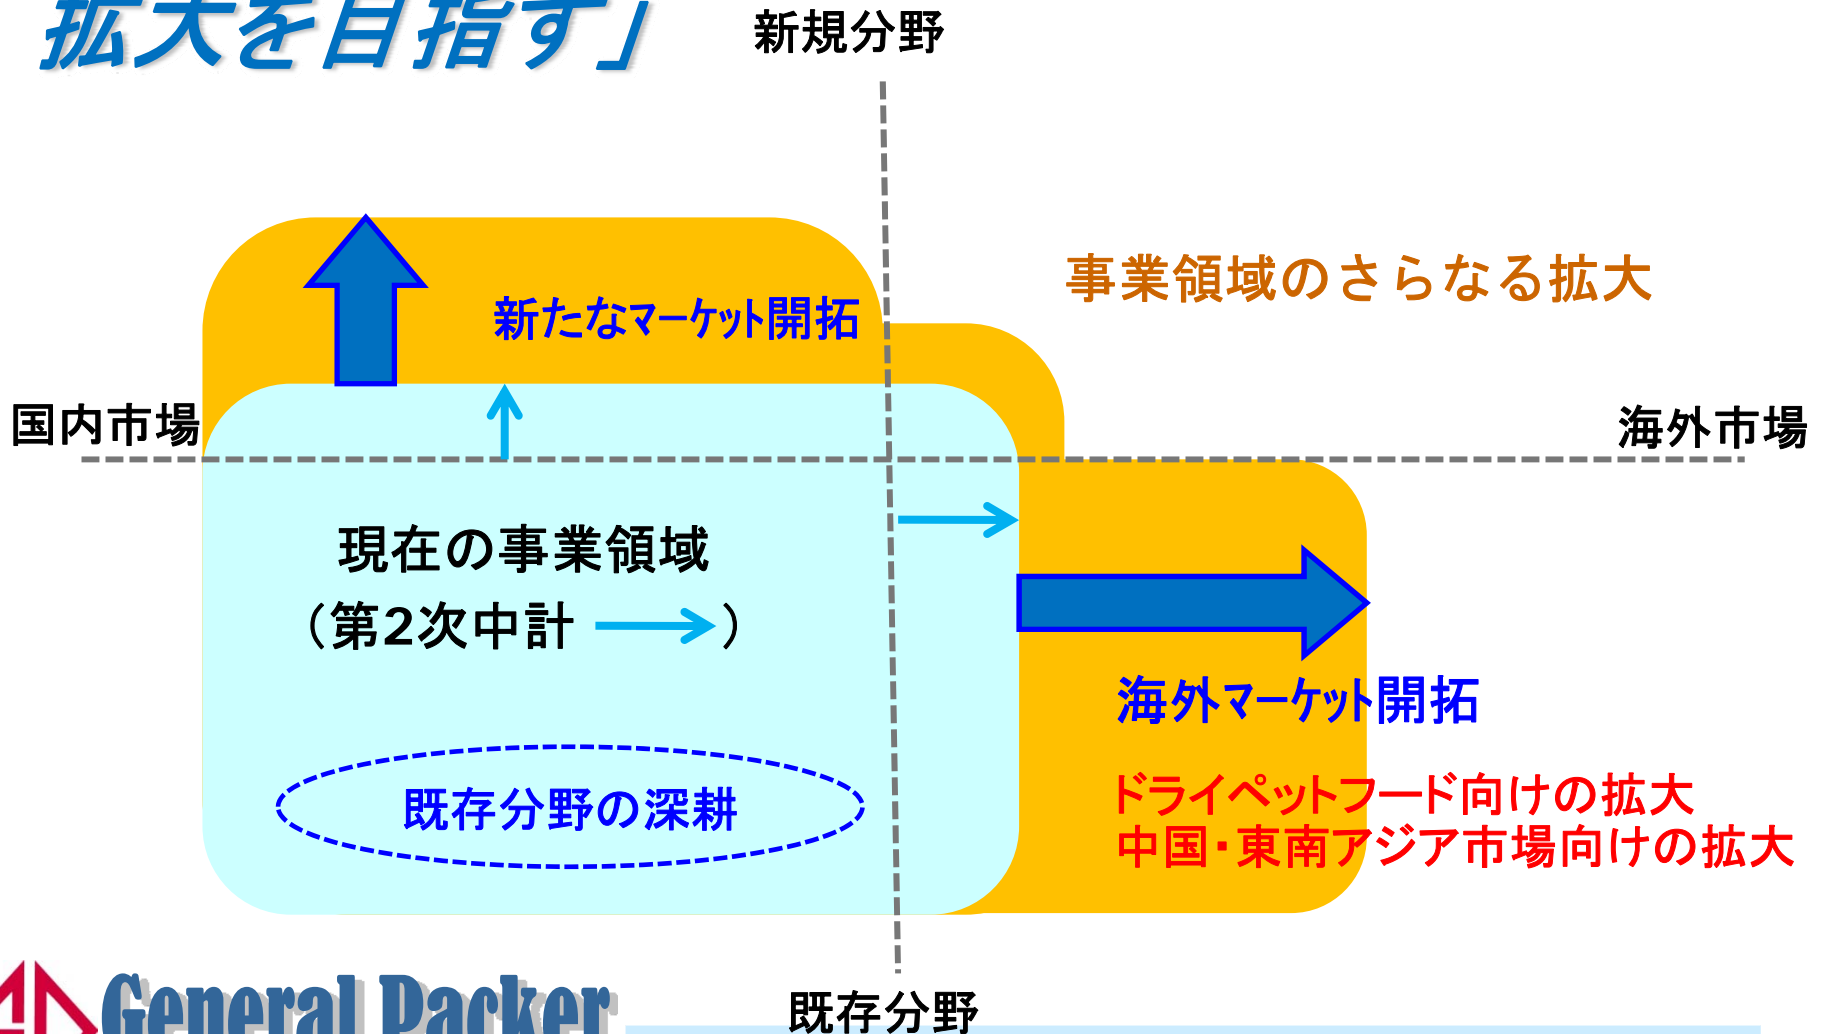 拡大を目指す」
新規分野
事業領域のさらなる拡大
新たなﾏｰｹｯﾄ開拓
国内市場
海外市場
現在の事業領域
（第2次中計 → ）
海外ﾏｰｹｯﾄ開拓
既存分野の深耕
ドライペットフード向けの拡大
中国・東南アジア市場向けの拡大
General Packer
既存分野